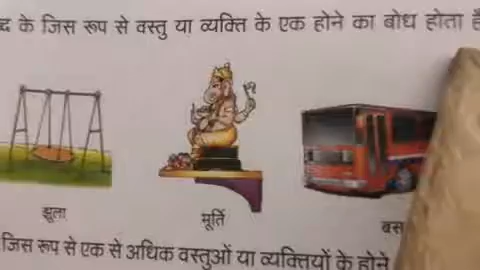 के जिस रूप से वस्तु या व्यक्ति के एक होने का बोध होता
झूला मूर्ति बस
जिस रूप से एक से अधिक वस्तुओं या व्यक्तियों के होने